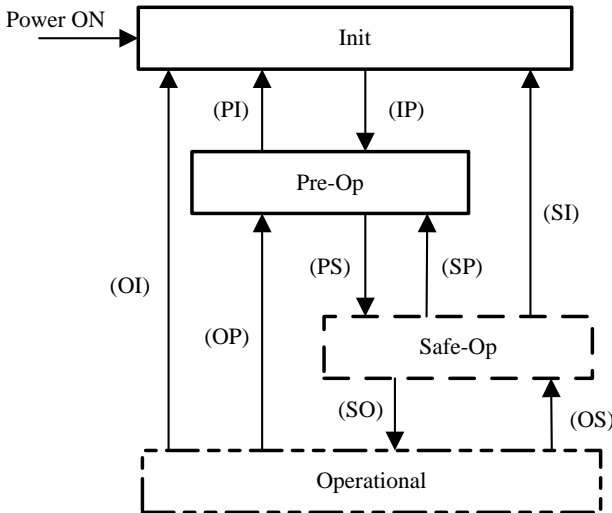 Power ON
Init
(PI)
(IP)
Pre-Op
(SI)
(PS)
(SP)
(OI)
(OP)
Safe-Op
(SO)
(OS)
Operational